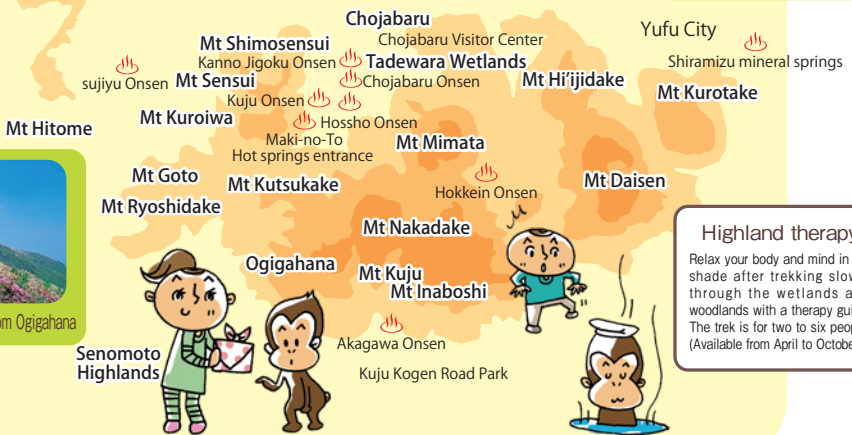 Chojabaru
Yufu City
Mt Shimosensui
Chojabaru Visitor Center
Kanno Jigoku Onsen
Tadewara Wetlands
Shiramizu mineral springs
sujiyu Onsen
Mt Sensui
Chojabaru Onsen
Mt Hi'ijidake
Mt Kurotake
Kuju Onsen
Mt Kuroiwa
Hossho Onsen
Mt Hitome
Maki-no-To
Hot springs entrance
Mt Mimata
Mt Goto
Mt Kutsukake
Hokkein Onsen
Mt Daisen
Mt Ryoshidake
Mt Nakadake
Ogigahana
Mt Kuju
Mt Inaboshi
om Ogigahana
Akagawa Onsen
Senomoto
Highlands
Kuju Kogen Road Park
Highland therapy
Relax your body and mind in
shade after trekking slow
through the wetlands a
woodlands with a therapy gui
The trek is for two to six peop
(Available from April to Octobe